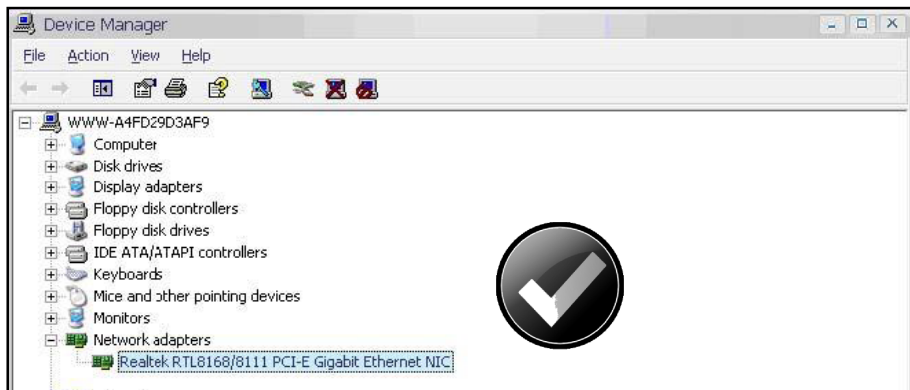 Device Manager
File Action View Help
WWW-A4FD29D3AF9
Computer
Disk drives
Display adapters
Floppy disk controllers
Floppy disk drives
IDE ATA/ATAPI controllers
Keyboards
Mice and other pointing devices
Monitors
Network adapters
Realtek RTL8168/8111 PCI-E Gigabit Ethernet NIC